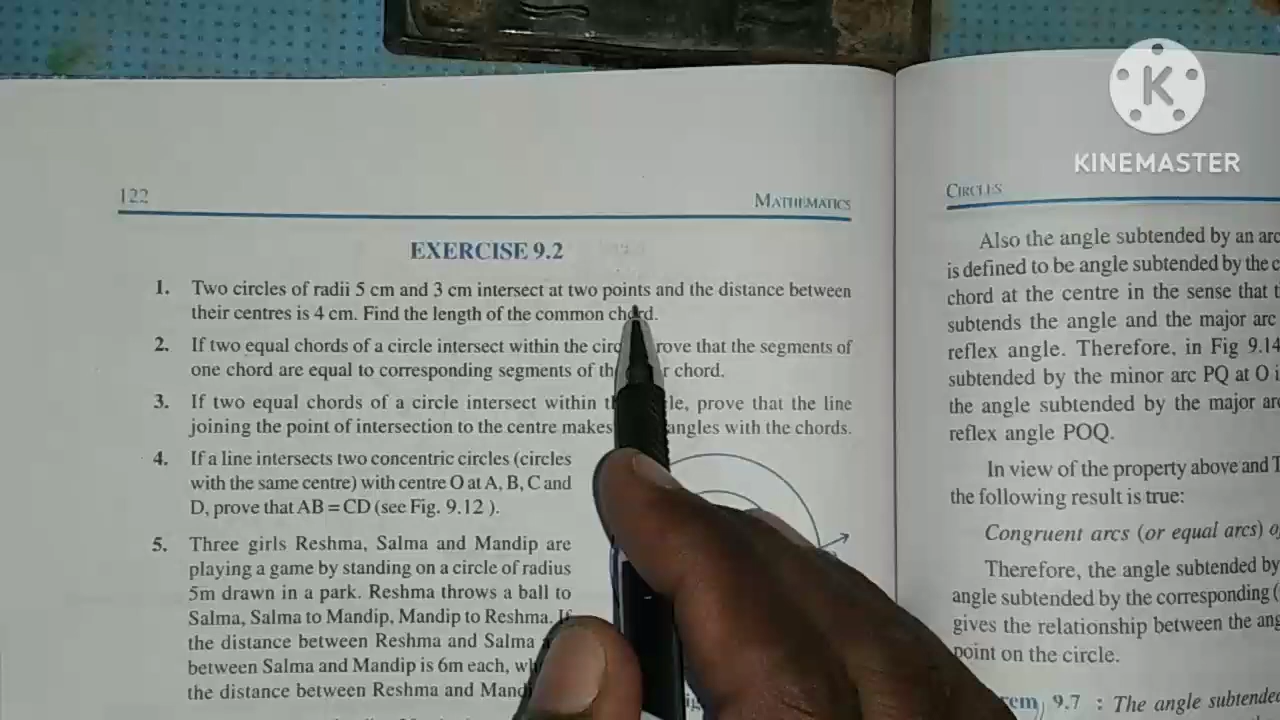 K
KINEMASTER
122
MATHEMATICS
EXERCISE 9.2
1. Two circles of radii 5 cm and 3 cm intersect at two points and the distance between
their centres is 4 cm. Find the length of the common chord.
2. If two equal chords of a circle intersect within the prove that the segments of
one chord are equal to corresponding segments of chord.
3. If two equal chords of a circle intersect within prove that the line
joining the point of intersection to the centre makes angles with the chords.
4. If a line intersects two concentric circles (circles
with the same centre) with centre O at A, B, C and
D, prove that AB = CD (see Fig. 9.12 ).
5. Three girls Reshma, Salma and Mandip are
playing a game by standing on a circle of radius
5m drawn in a park. Reshma throws a ball to
Salma, Salma to Mandip, Mandip to Reshma. If
the distance between Reshma and Salma
between Salma and Mandip is 6m each,
the distance between Reshma and
CIRCLES
Also the angle subtended by an arc
is defined to be angle subtended by the
chord at the centre in the sense that
subtends the angle and the major arc
reflex angle. Therefore, in Fig 9.14
subtended by the minor arc PQ at O
the angle subtended by the major
reflex angle POQ.
In view of the property above and
the following result is true:
Congruent arcs (or equal arcs)
Therefore, the angle subtended by
angle subtended by the corresponding
gives the relationship between the
point on the circle.
9.7 : The angle subtended